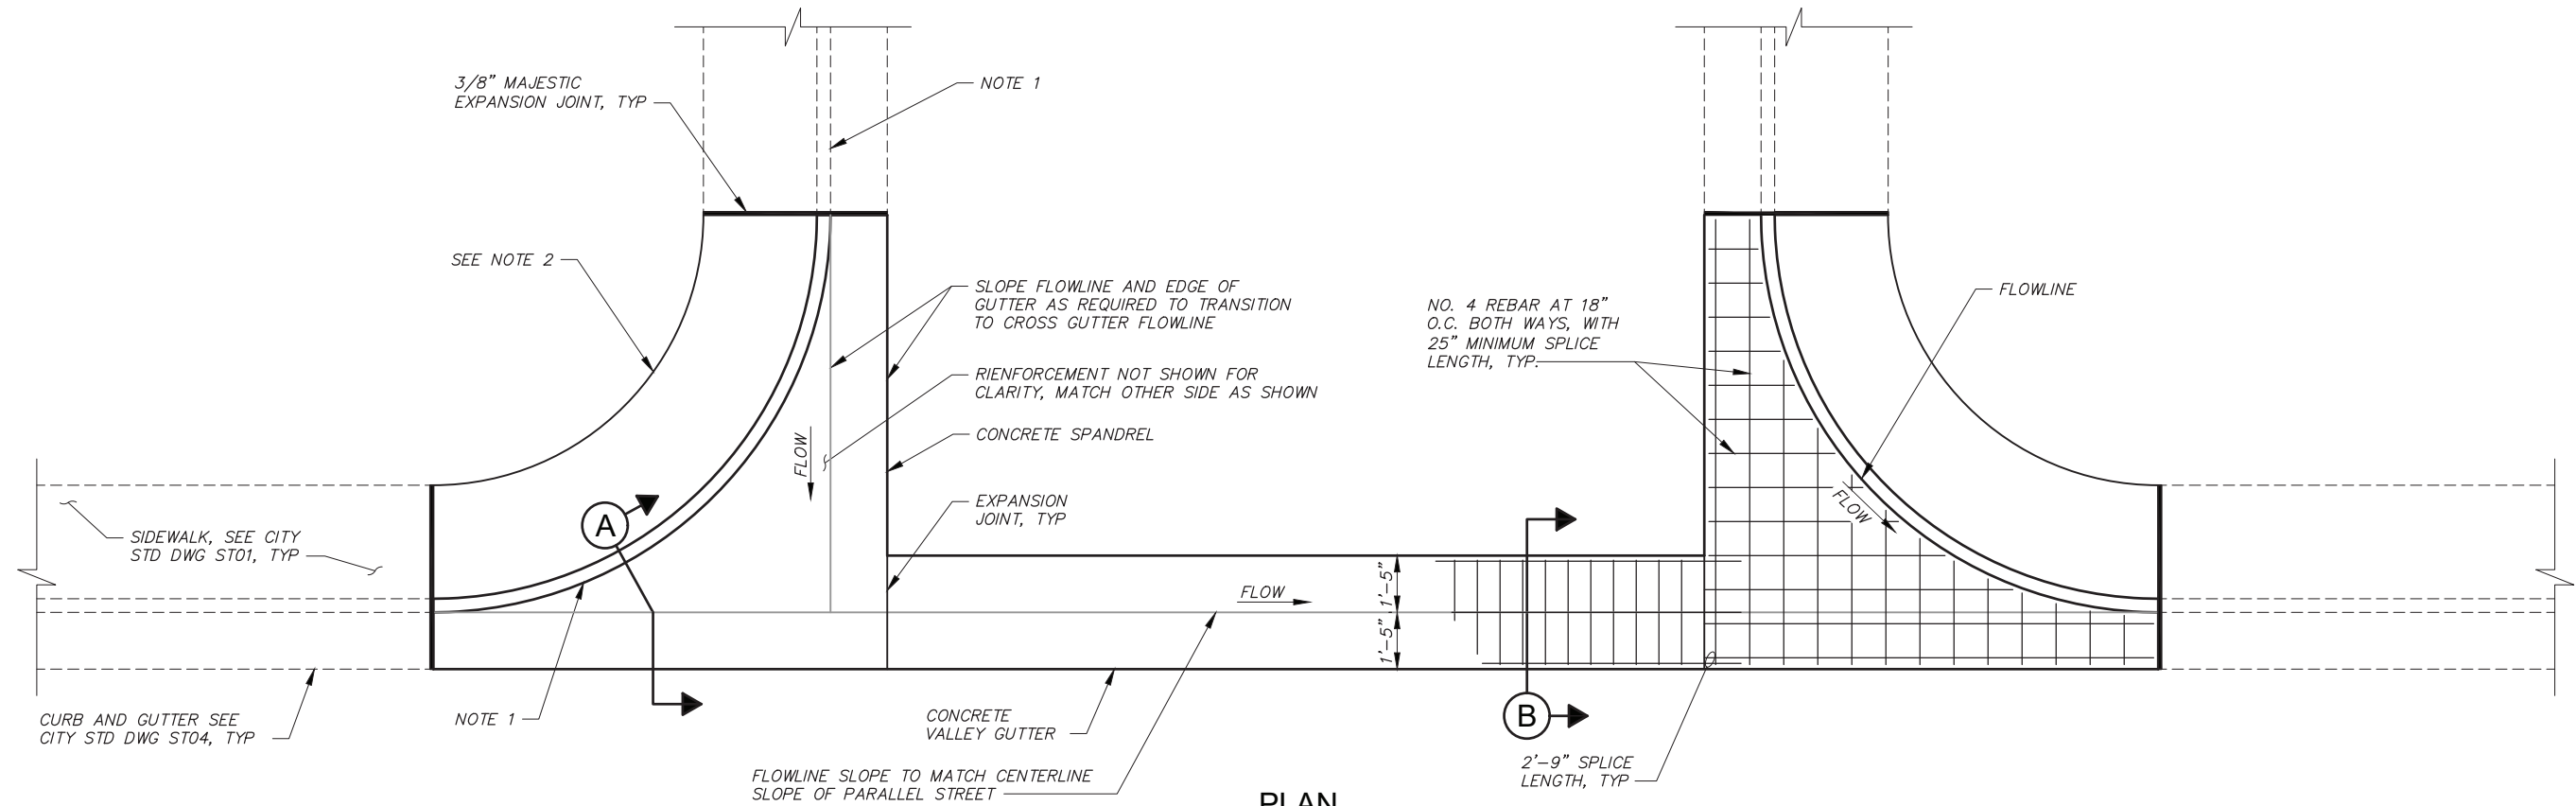 3/8" MAJESTIC
EXPANSION JOINT, TYP
NOTE 1
SEE NOTE 2
SLOPE FLOWLINE AND EDGE OF
GUTTER AS REQUIRED TO TRANSITION
TO CROSS GUTTER FLOWLINE
RIENFORCEMENT NOT SHOWN FOR
CLARITY, MATCH OTHER SIDE AS SHOWN
CONCRETE SPANDREL
EXPANSION
JOINT, TYP
FLOW
NO. 4 REBAR AT 18"
O.C. BOTH WAYS, WITH
25" MINIMUM SPLICE
LENGTH, TYP.
FLOWLINE
FLOW
A
SIDEWALK, SEE CITY
STD DWG ST01, TYP
FLOW
1'-5"
1'-5"
CURB AND GUTTER SEE
CITY STD DWG ST04, TYP
NOTE 1
CONCRETE
VALLEY GUTTER
B
FLOWLINE SLOPE TO MATCH CENTERLINE
SLOPE OF PARALLEL STREET
2'-9" SPLICE
LENGTH, TYP
PLAN